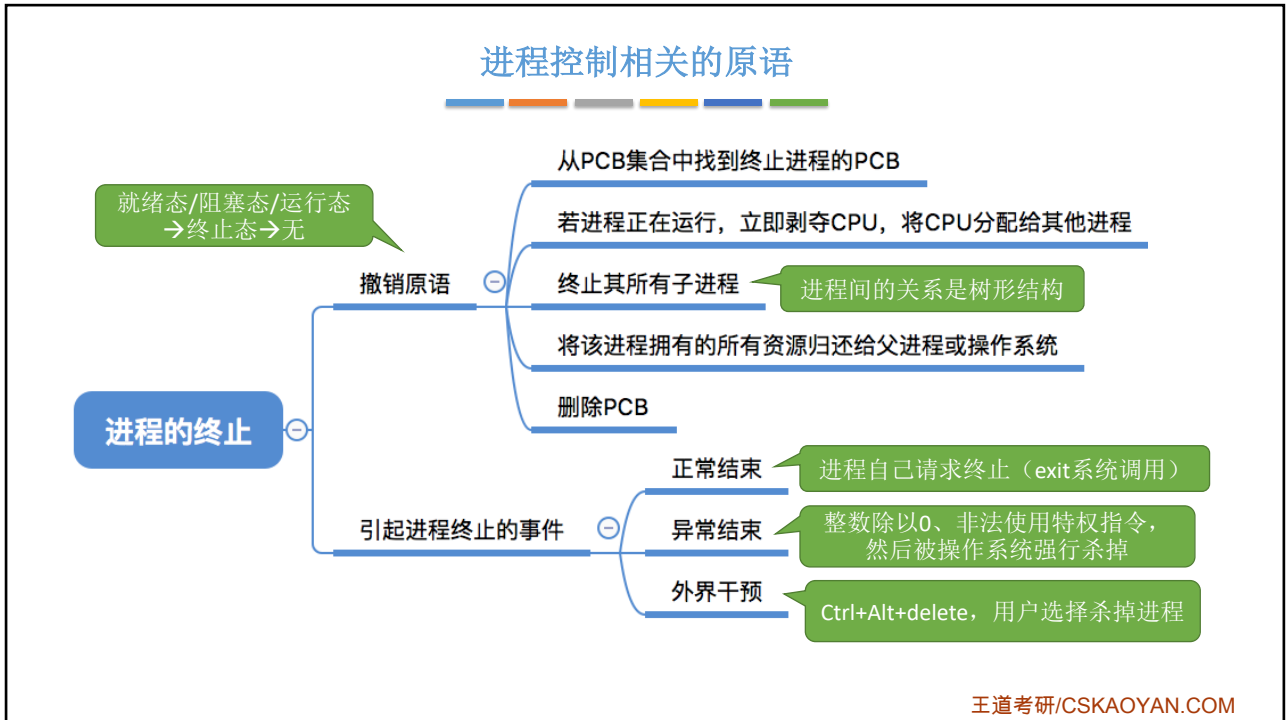 进程控制相关的原语
从PCB集合中找到终止进程的PCB
就绪态/阻塞态/运行态
→终止态→无
若进程正在运行，立即剥夺CPU，将CPU分配给其他进程
撤销原语
终止其所有子进程
进程间的关系是树形结构
将该进程拥有的所有资源归还给父进程或操作系统
删除PCB
进程的终止
正常结束
进程自己请求终止（exit系统调用）
引起进程终止的事件
异常结束
整数除以0、非法使用特权指令，
然后被操作系统强行杀掉
外界干预
Ctrl+Alt+delete，用户选择杀掉进程
王道考研/CSKAOYAN.COM